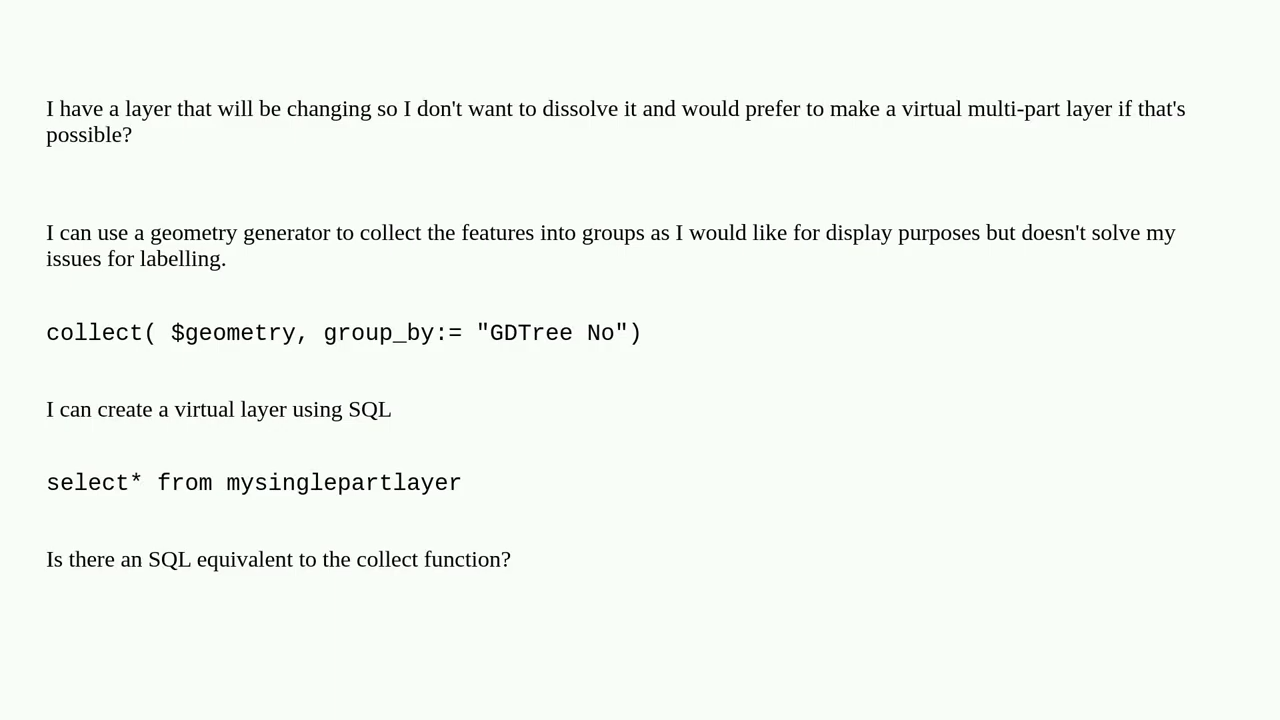 I have a layer that will be changing so I don't want to dissolve it and would prefer to make a virtual multi-part layer if that's
possible?
I can use a geometry generator to collect the features into groups as I would like for display purposes but doesn't solve my
issues for labelling.
collect( $geometry, group_by:= "GDTree No")
I can create a virtual layer using SQL
select* from mysinglepartlayer
Is there an SQL equivalent to the collect function?